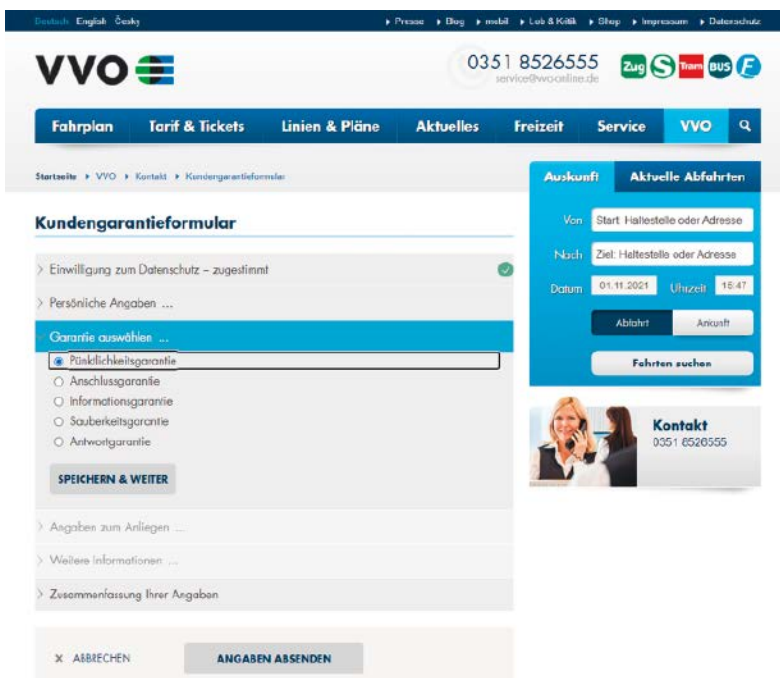 Deutsch English Česky
Presse Blog mobil Lob & Kritik Shop Impressum Datenschutz
VVO
0351 8526555
service@vvo-online.de
Zug S Tram BUS F
Fahrplan Tarif & Tickets Linien & Pläne Aktuelles Freizeit Service VVO
Startseite VVO Kontakt Kundengarantieformular
Auskunft Aktuelle Abfahrten
Kundengarantieformular
Einwilligung zum Datenschutz – zugestimmt
Persönliche Angaben ...
Garantie auswählen ...
Pünktlichkeitsgarantie
Anschlussgarantie
Informationsgarantie
Sauberkeitsgarantie
Antwortgarantie
SPEICHERN & WEITER
Angaben zum Anliegen ...
Weitere Informationen ...
Zusammenfassung Ihrer Angaben
X ABBRECHEN ANGABEN ABSENDEN
Von Start: Haltestelle oder Adresse
Nach Ziel: Haltestelle oder Adresse
Datum 01.11.2021 Uhrzeit 15:47
Abfahrt Ankunft
Fahrten suchen
Kontakt
0351 8526555